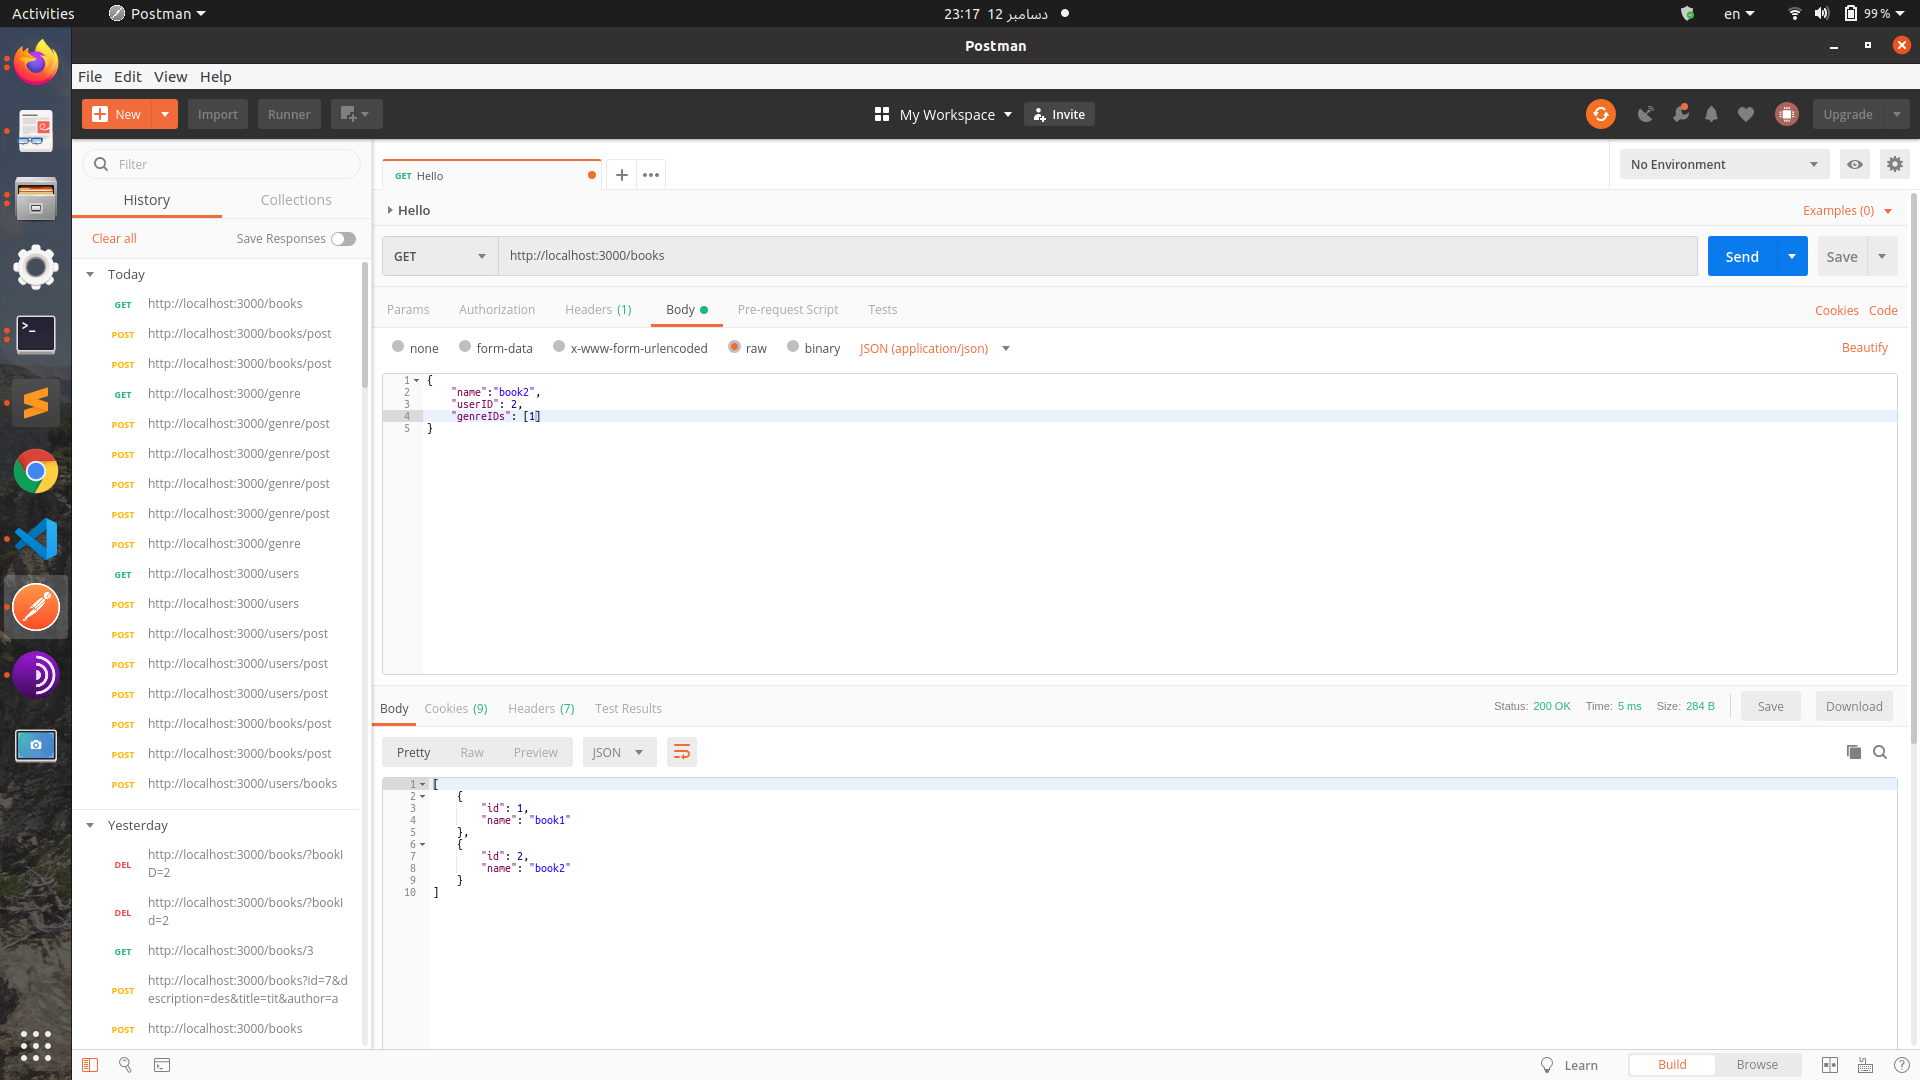 Activities
Postman
23:17  12 دسامبر
en
99 %
Postman
File Edit View Help
New
Import
Runner
My Workspace
Invite
Upgrade
Filter
History
Collections
Clear all
Save Responses
Today
GET http://localhost:3000/books
POST http://localhost:3000/books/post
POST http://localhost:3000/books/post
GET http://localhost:3000/genre
POST http://localhost:3000/genre/post
POST http://localhost:3000/genre/post
POST http://localhost:3000/genre/post
POST http://localhost:3000/genre/post
POST http://localhost:3000/genre
GET http://localhost:3000/users
POST http://localhost:3000/users
POST http://localhost:3000/users/post
POST http://localhost:3000/users/post
POST http://localhost:3000/users/post
POST http://localhost:3000/books/post
POST http://localhost:3000/books/post
POST http://localhost:3000/users/books
Yesterday
DEL http://localhost:3000/books/?bookI
D=2
DEL http://localhost:3000/books/?bookI
d=2
GET http://localhost:3000/books/3
POST http://localhost:3000/books?id=7&d
escription=des&title=tit&author=a
POST http://localhost:3000/books
GET Hello
No Environment
Hello
Examples (0)
GET
http://localhost:3000/books
Send
Save
Params
Authorization
Headers (1)
Body
Pre-request Script
Tests
Cookies
Code
none
form-data
x-www-form-urlencoded
raw
binary
JSON (application/json)
Beautify
1 {
2 "name":"book2",
3 "userID": 2,
4 "genreIDs": [1]
5 }
Body
Cookies (9)
Headers (7)
Test Results
Status: 200 OK
Time: 5 ms
Size: 284 B
Save
Download
Pretty
Raw
Preview
JSON
1 [
2 {
3 "id": 1,
4 "name": "book1"
5 },
6 {
7 "id": 2,
8 "name": "book2"
9 }
10 ]
Learn
Build
Browse